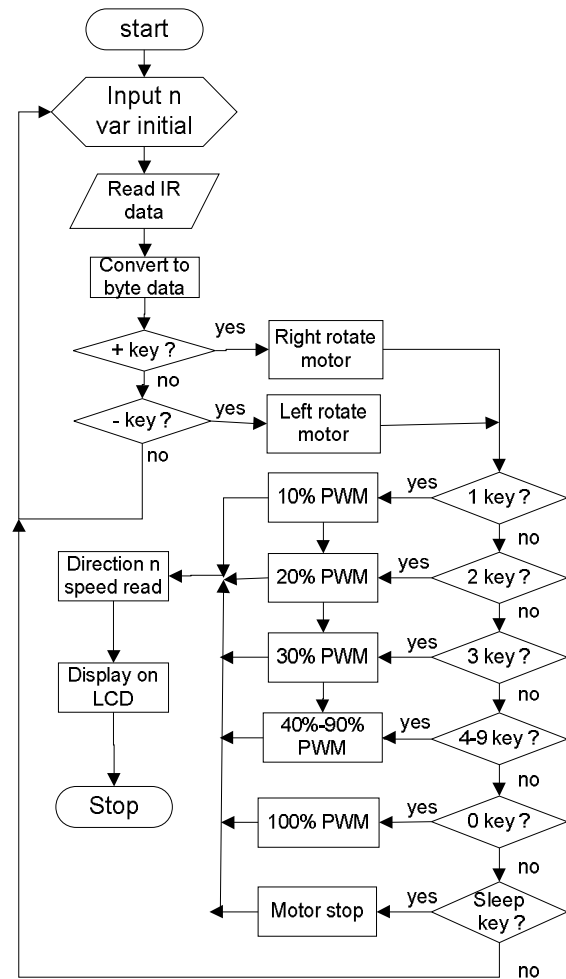 start
Input n
var initial
Read IR
data
Convert to
byte data
+ key ?
yes
Right rotate
motor
no
- key ?
yes
Left rotate
motor
no
10% PWM
yes
1 key ?
no
Direction n
speed read
20% PWM
yes
2 key ?
no
30% PWM
yes
3 key ?
no
Display on
LCD
40%-90%
PWM
yes
4-9 key ?
no
Stop
100% PWM
yes
0 key ?
no
Motor stop
yes
Sleep
key ?
no